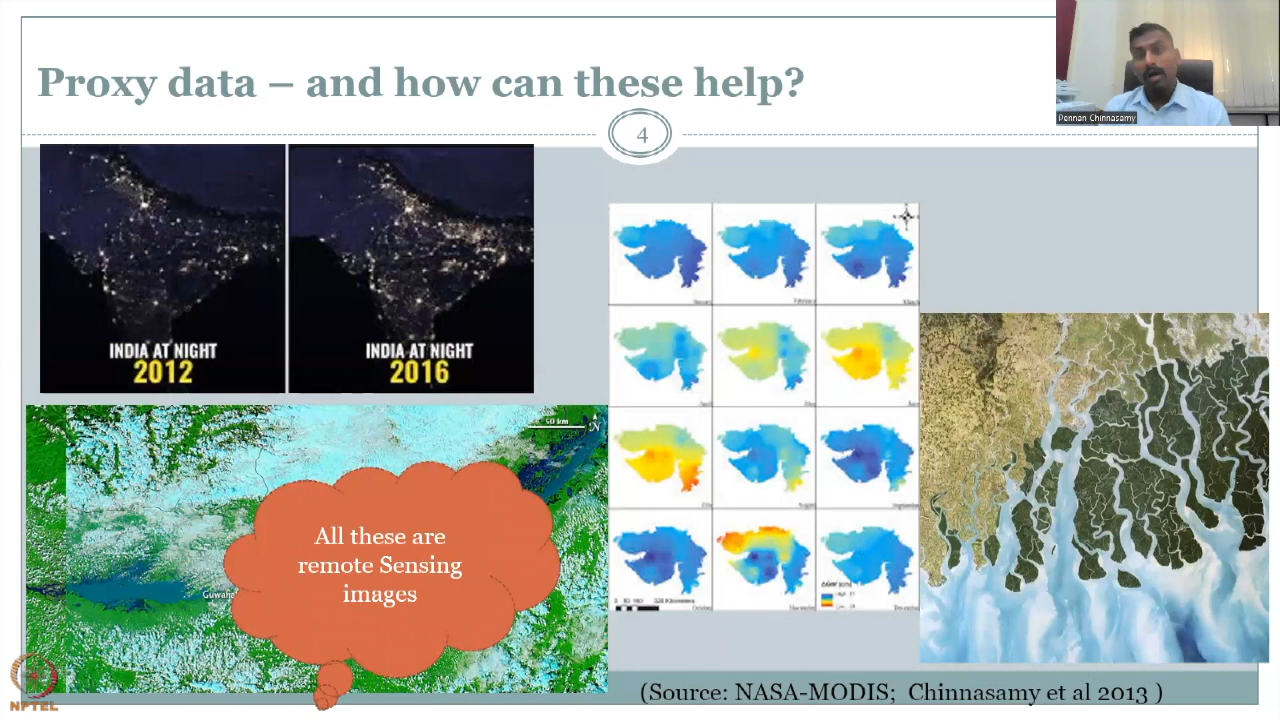 Proxy data – and how can these help?
Pennan Chinnasamy
4
INDIA AT NIGHT
2012
INDIA AT NIGHT
2016
50 km
N
All these are
remote Sensing
images
Guwaha
(Source: NASA-MODIS; Chinnasamy et al 2013 )
NPTEL